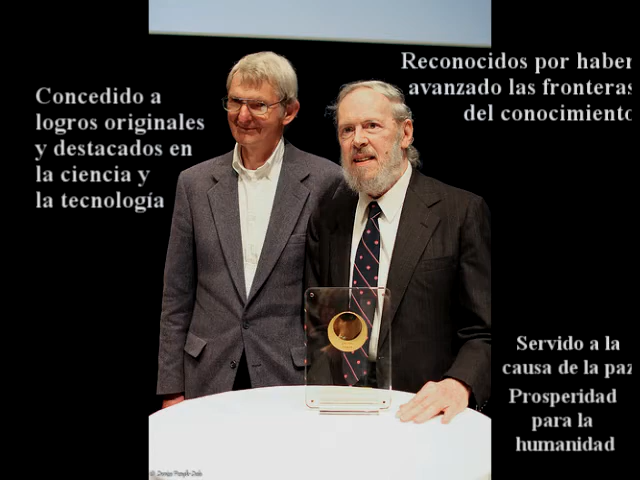 Concedido a
logros originales
y destacados en
la ciencia y
la tecnología
Reconocidos por haber
avanzado las fronteras
del conocimiento
Servido a la
causa de la paz
Prosperidad
para la
humanidad